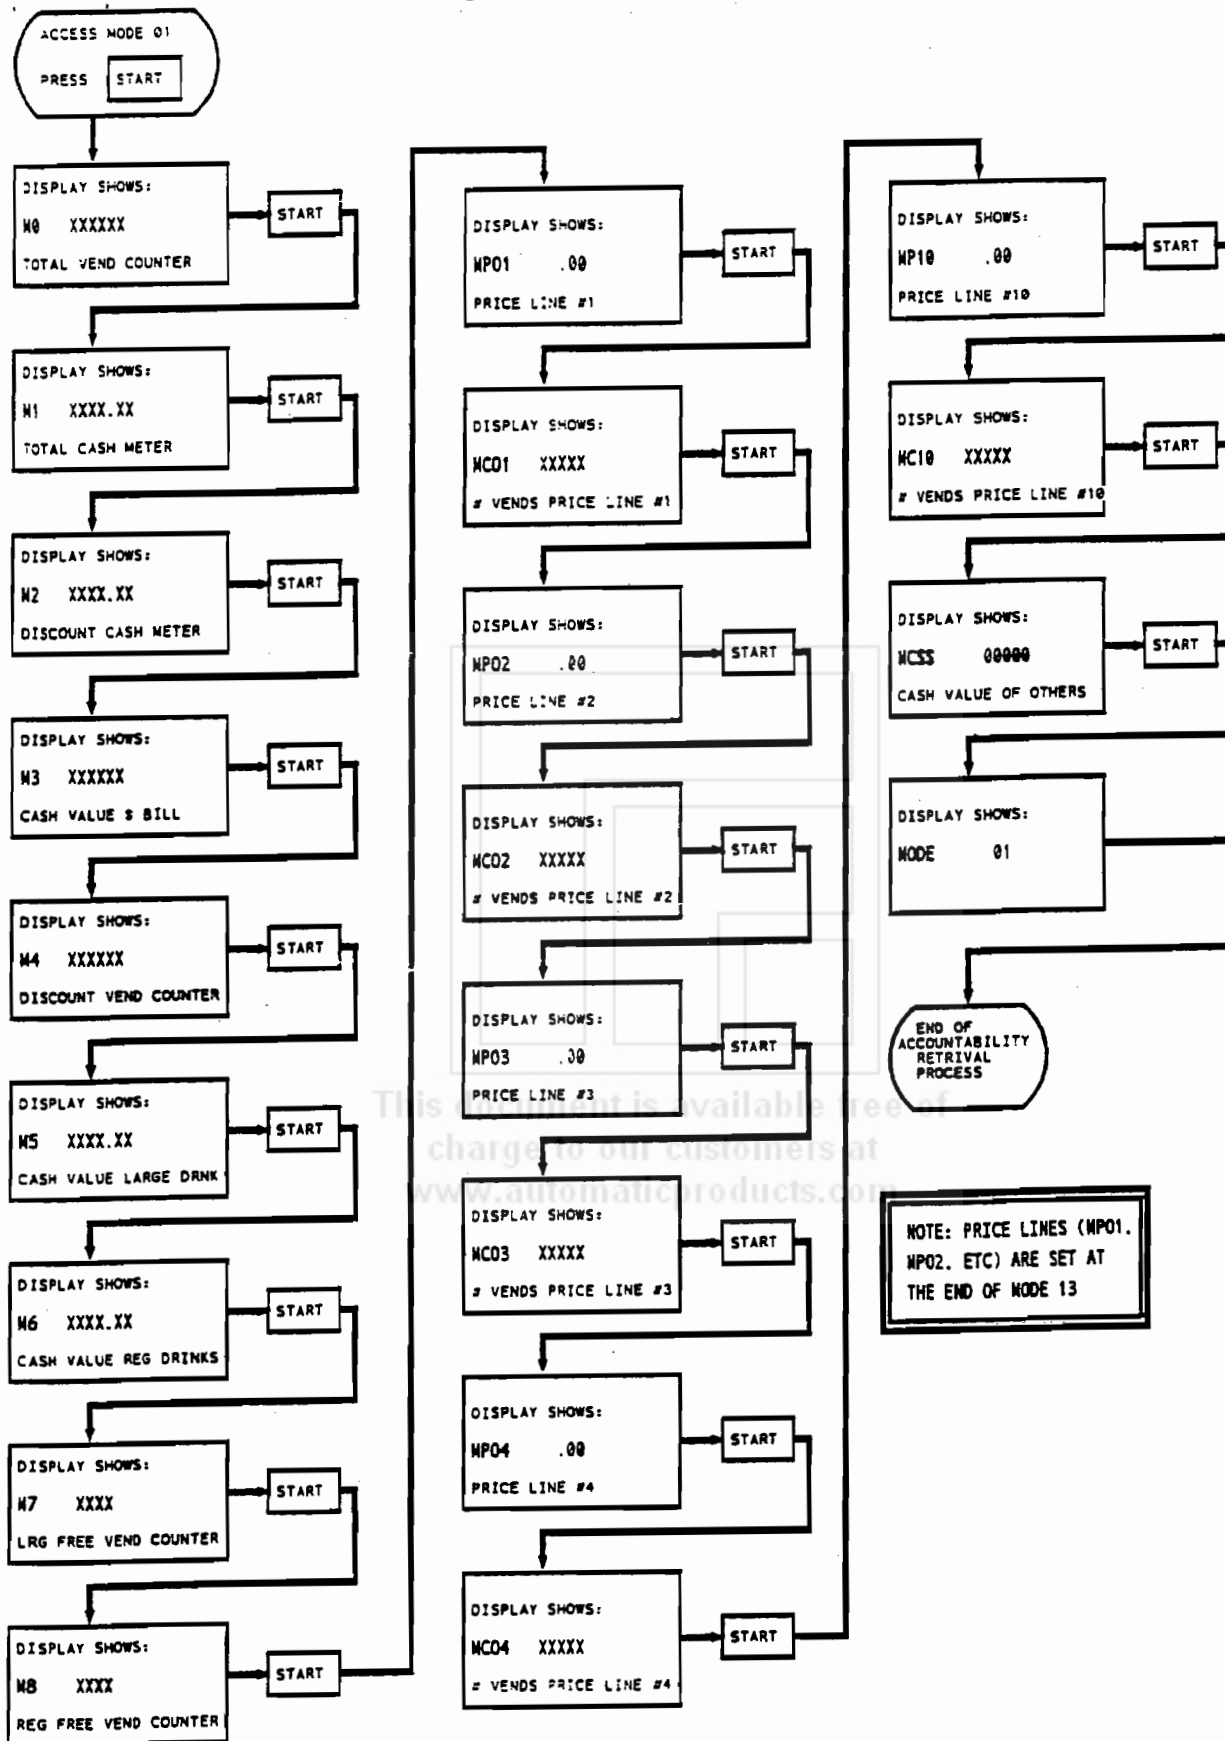 ACCESS MODE 01
PRESS START
DISPLAY SHOWS:
M0 XXXXXX
TOTAL VEND COUNTER
START
DISPLAY SHOWS:
M1 XXXX.XX
TOTAL CASH METER
START
DISPLAY SHOWS:
M2 XXXX.XX
DISCOUNT CASH METER
START
DISPLAY SHOWS:
M3 XXXXXX
CASH VALUE $ BILL
START
DISPLAY SHOWS:
M4 XXXXXX
DISCOUNT VEND COUNTER
START
DISPLAY SHOWS:
M5 XXXX.XX
CASH VALUE LARGE DRNK
START
DISPLAY SHOWS:
M6 XXXX.XX
CASH VALUE REG DRINKS
START
DISPLAY SHOWS:
M7 XXXX
LRG FREE VEND COUNTER
START
DISPLAY SHOWS:
M8 XXXX
REG FREE VEND COUNTER
START
DISPLAY SHOWS:
MP01 .00
PRICE LINE #1
START
DISPLAY SHOWS:
MC01 XXXXX
# VENDS PRICE LINE #1
START
DISPLAY SHOWS:
MP02 .00
PRICE LINE #2
START
DISPLAY SHOWS:
MC02 XXXXX
# VENDS PRICE LINE #2
START
DISPLAY SHOWS:
MP03 .00
PRICE LINE #3
START
DISPLAY SHOWS:
MC03 XXXXX
# VENDS PRICE LINE #3
START
DISPLAY SHOWS:
MP04 .00
PRICE LINE #4
START
DISPLAY SHOWS:
MC04 XXXXX
# VENDS PRICE LINE #4
START
DISPLAY SHOWS:
MP10 .00
PRICE LINE #10
START
DISPLAY SHOWS:
MC10 XXXXX
# VENDS PRICE LINE #10
START
DISPLAY SHOWS:
MCSS 00000
CASH VALUE OF OTHERS
START
DISPLAY SHOWS:
MODE 01
END OF
ACCOUNTABILITY
RETRIVAL
PROCESS
NOTE: PRICE LINES (MP01.
MP02. ETC) ARE SET AT
THE END OF MODE 13
This document is available free of
charge to our customers at
www.automaticproducts.com